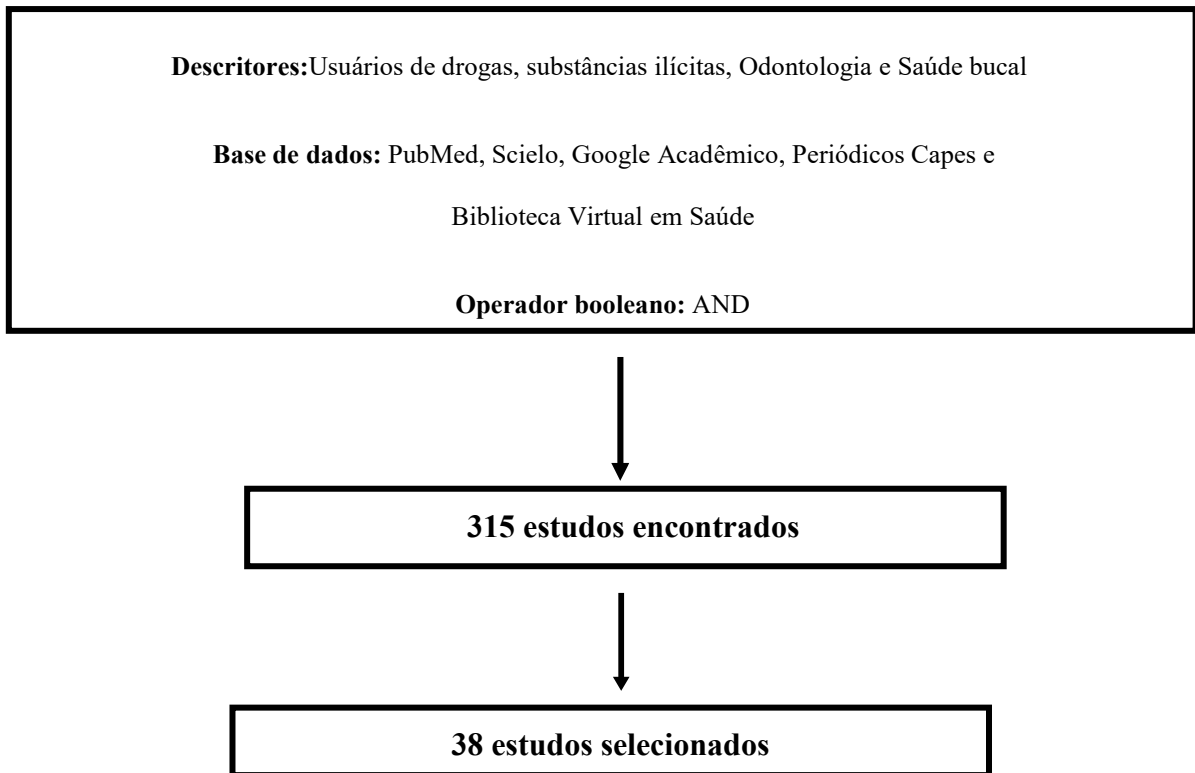 Descritores:Usuários de drogas, substâncias ilícitas, Odontologia e Saúde bucal
Base de dados: PubMed, Scielo, Google Acadêmico, Periódicos Capes e
Biblioteca Virtual em Saúde
Operador booleano: AND
315 estudos encontrados
38 estudos selecionados